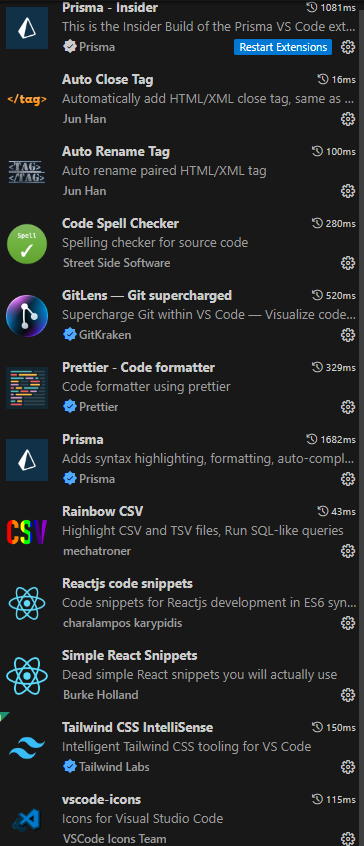 Prisma - Insider 1081ms
This is the Insider Build of the Prisma VS Code ext...
Prisma Restart Extensions
Auto Close Tag 16ms
</tag> Automatically add HTML/XML close tag, same as ...
Jun Han
Auto Rename Tag 100ms
<TAG> Auto rename paired HTML/XML tag
</TAG> Jun Han
Code Spell Checker 280ms
Spell Spelling checker for source code
Street Side Software
GitLens — Git supercharged 520ms
Supercharge Git within VS Code — Visualize code...
GitKraken
Prettier - Code formatter 329ms
Code formatter using prettier
Prettier
Prisma 1682ms
Adds syntax highlighting, formatting, auto-compl...
Prisma
Rainbow CSV 43ms
CSV Highlight CSV and TSV files, Run SQL-like queries
mechatroner
Reactjs code snippets
Code snippets for Reactjs development in ES6 syn...
charalampos karypidis
Simple React Snippets
Dead simple React snippets you will actually use
Burke Holland
Tailwind CSS IntelliSense 150ms
Intelligent Tailwind CSS tooling for VS Code
Tailwind Labs
vscode-icons 115ms
Icons for Visual Studio Code
VSCode Icons Team